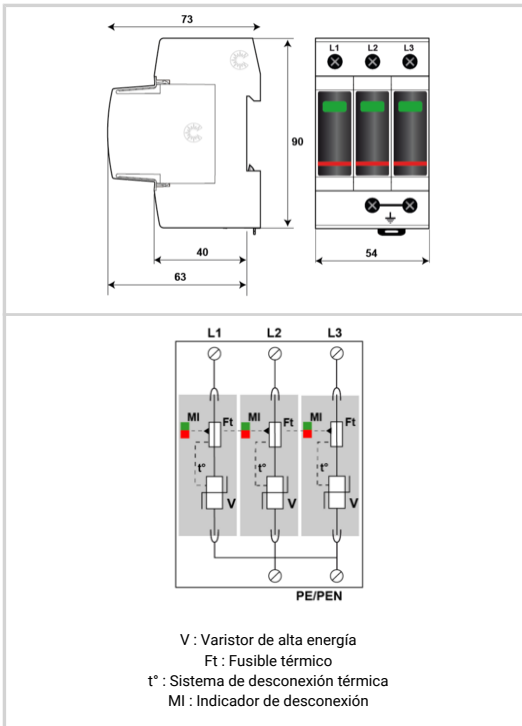 73
L1 L2 L3
90
40
63
54
L1 L2 L3
MI Ft MI Ft MI Ft
t° t° t°
V V V
PE/PEN
V : Varistor de alta energía
Ft : Fusible térmico
t° : Sistema de desconexión térmica
MI : Indicador de desconexión